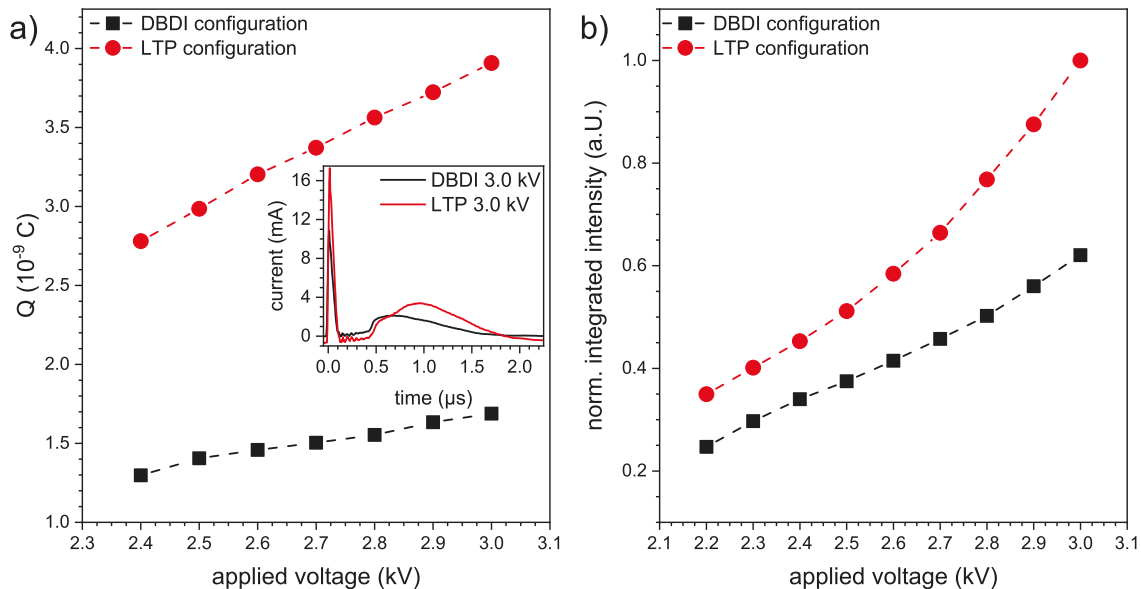 a)
DBDI configuration
LTP configuration
4.0
3.5
3.0
2.5
2.0
1.5
1.0
Q (10⁻⁹ C)
2.3 2.4 2.5 2.6 2.7 2.8 2.9 3.0 3.1
applied voltage (kV)
DBDI 3.0 kV
LTP 3.0 kV
16
12
8
4
0
current (mA)
0.0 0.5 1.0 1.5 2.0
time (µs)
b)
DBDI configuration
LTP configuration
1.0
0.8
0.6
0.4
0.2
norm. integrated intensity (a.U.)
2.1 2.2 2.3 2.4 2.5 2.6 2.7 2.8 2.9 3.0 3.1
applied voltage (kV)